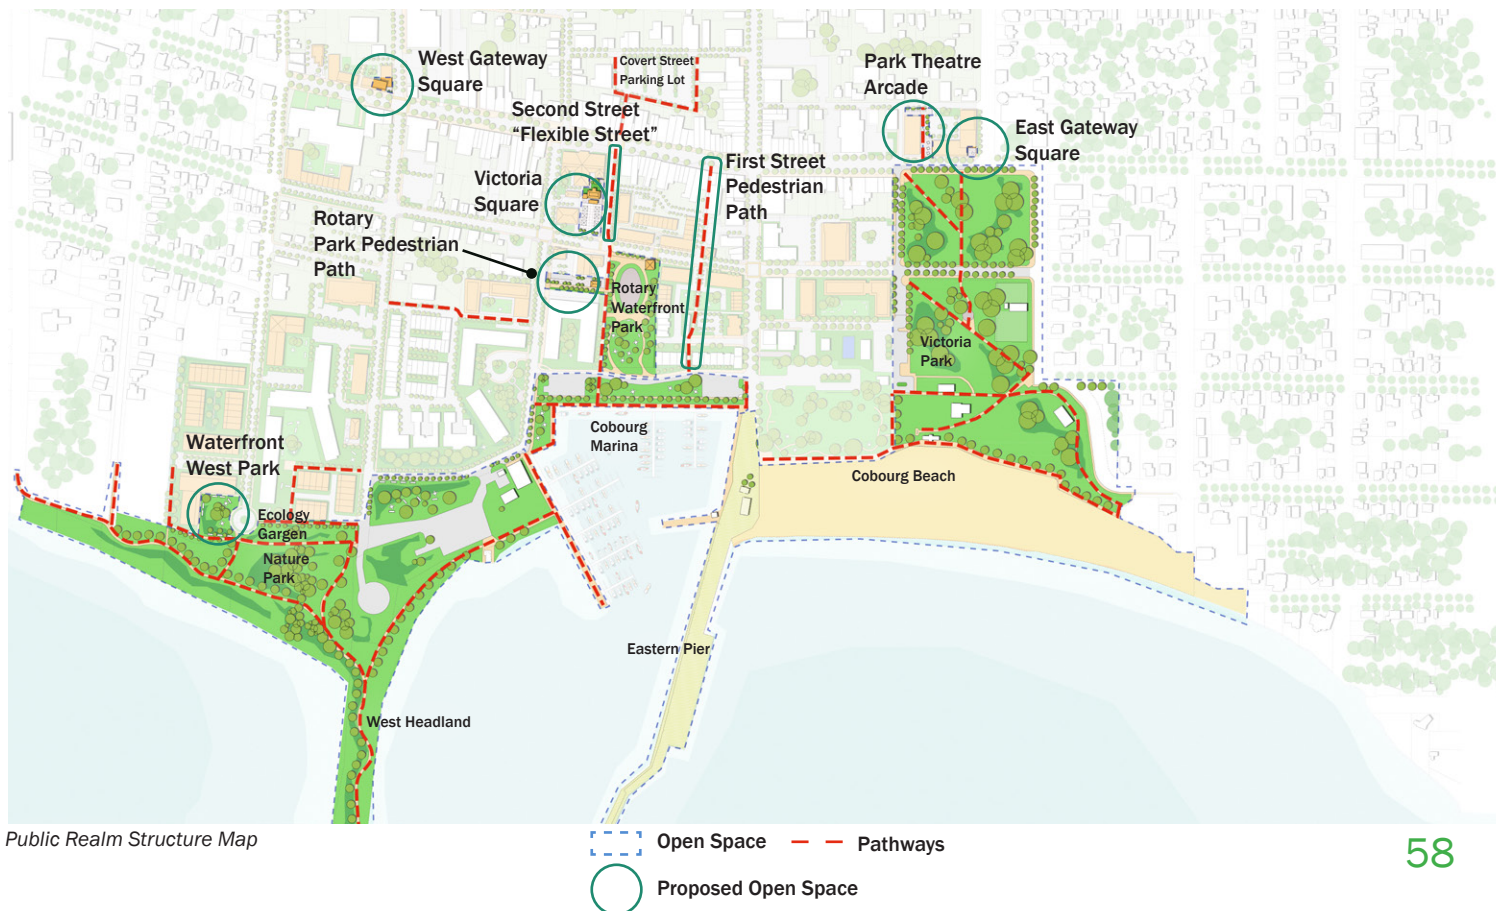 West Gateway
Square
Covert Street
Parking Lot
Park Theatre
Arcade
Second Street
“Flexible Street”
East Gateway
Square
First Street
Pedestrian
Path
Victoria
Square
Rotary
Park Pedestrian
Path
Rotary
Waterfront
Park
Victoria
Park
Cobourg
Marina
Waterfront
West Park
Cobourg Beach
Ecology
Gargen
Nature
Park
Eastern Pier
West Headland
Public Realm Structure Map
Open Space
Pathways
Proposed Open Space
58